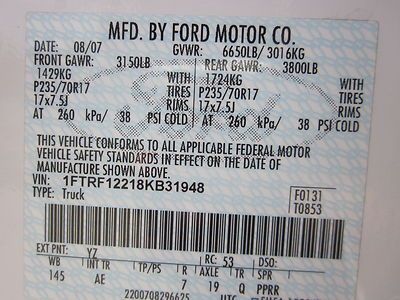 MFD. BY FORD MOTOR CO.
DATE: 08/07 GVWR: 6650LB/ 3016KG
FRONT GAWR: 3150LB REAR GAWR: 3800LB
1429KG WITH 1724KG WITH
P235/70R17 TIRES P235/70R17 TIRES
17x7.5J RIMS 17x7.5J RIMS
AT 260 kPa/ 38 PSI COLD AT 260 kPa/ 38 PSI COLD
THIS VEHICLE CONFORMS TO ALL APPLICABLE FEDERAL MOTOR
VEHICLE SAFETY STANDARDS IN EFFECT ON THE DATE OF
MANUFACTURE SHOWN ABOVE.
VIN: 1FTRF12218KB31948
TYPE: Truck
F0131
T0853
EXT PNT: YZ RC: 53 DSO:
WB INT TR TP/PS R AXLE TR SPR
145 AE 7 19 Q PPRR
2200708296625 UTC